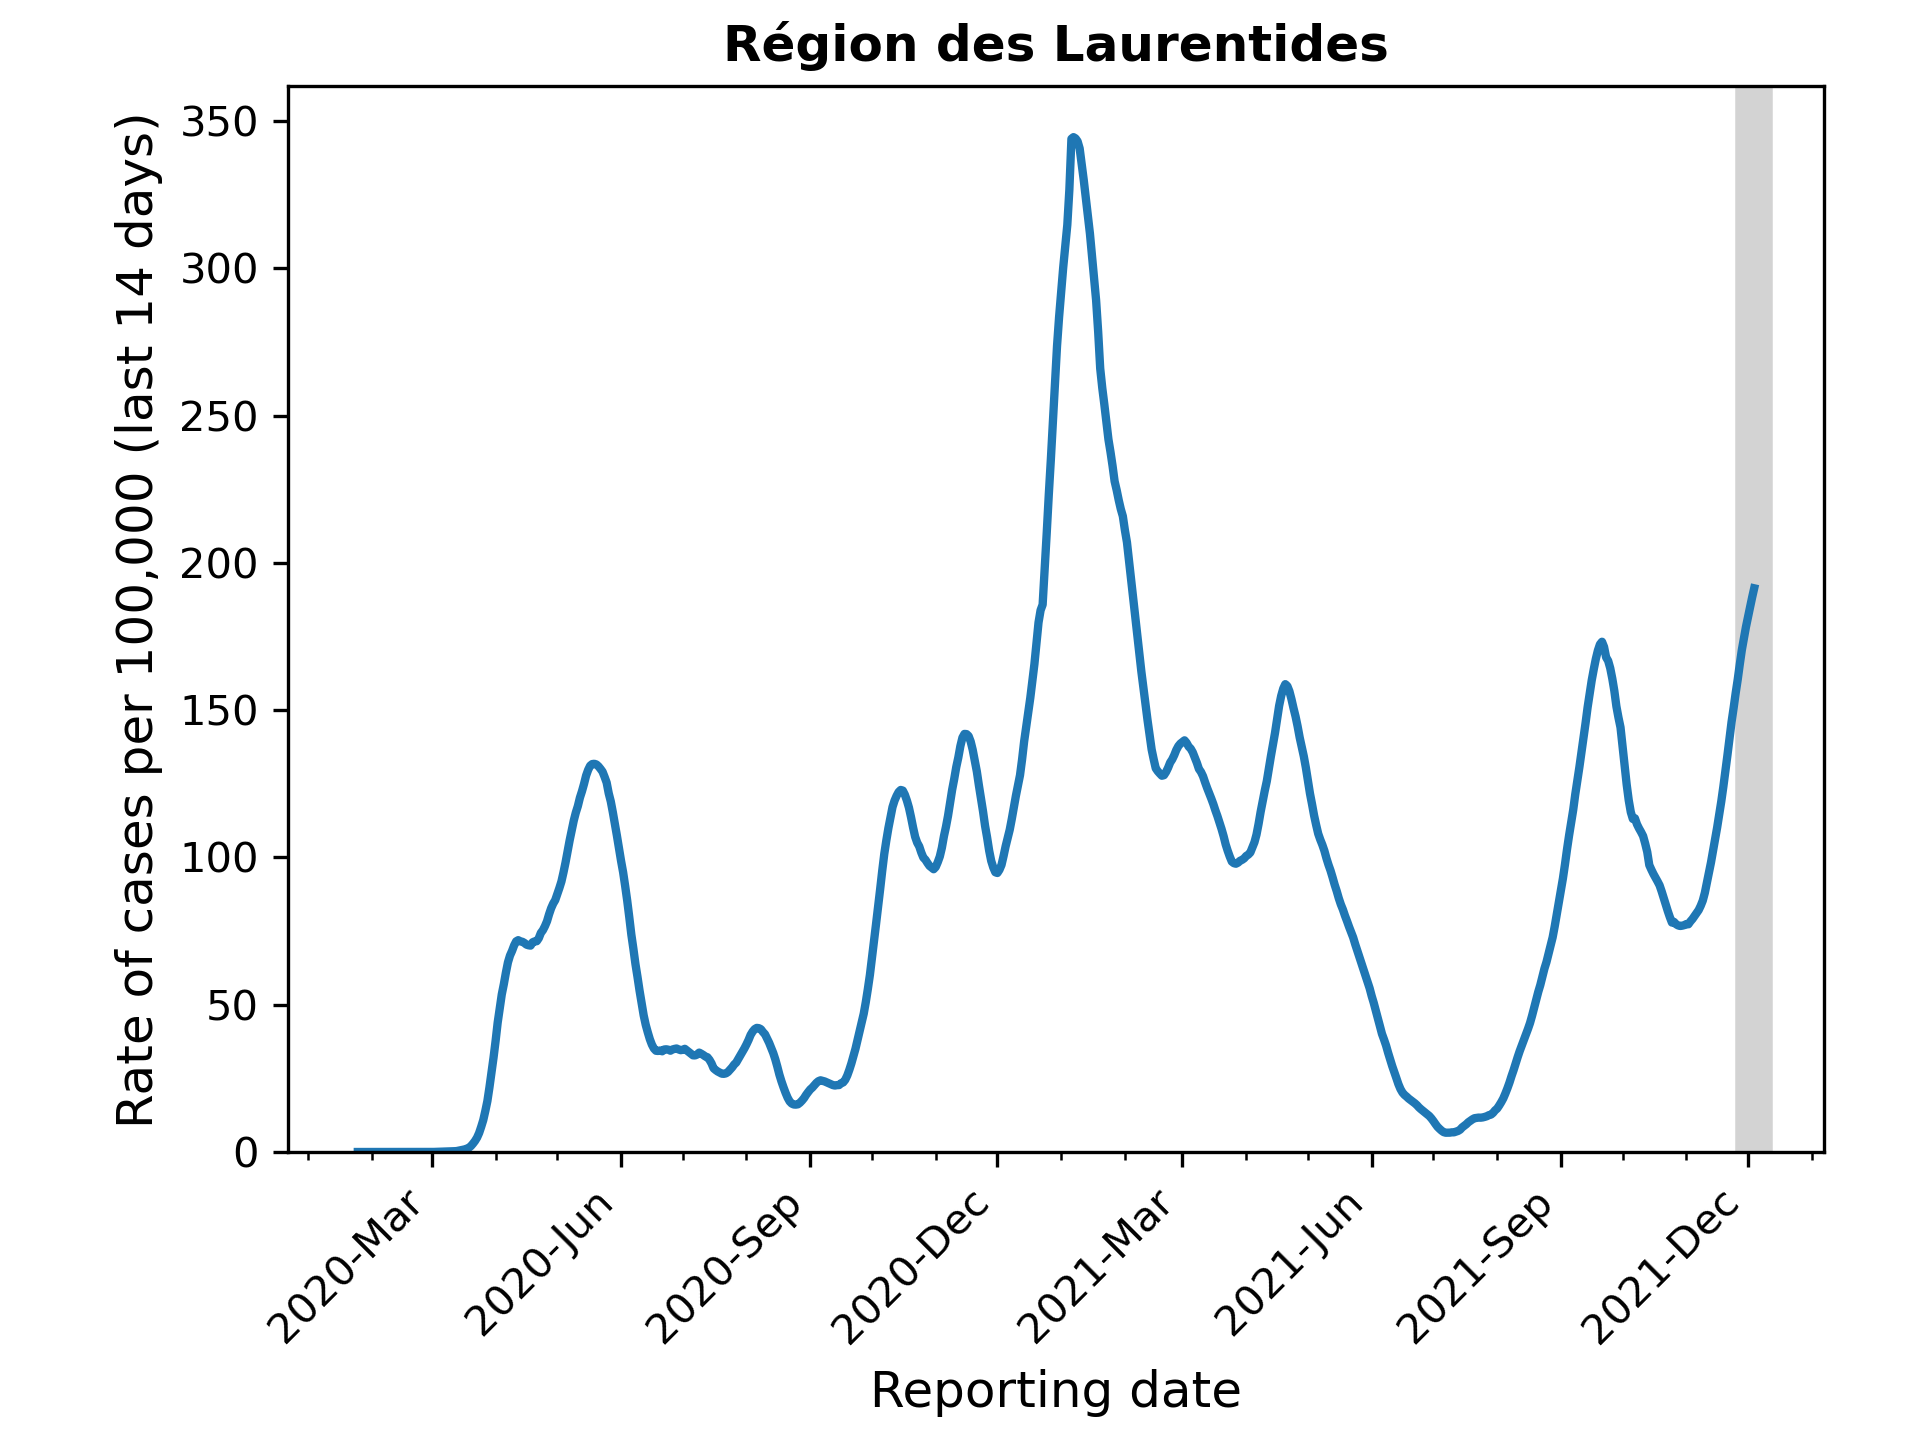 Région des Laurentides
Rate of cases per 100,000 (last 14 days)
350
300
250
200
150
100
50
0
2020-Mar
2020-Jun
2020-Sep
2020-Dec
2021-Mar
2021-Jun
2021-Sep
2021-Dec
Reporting date